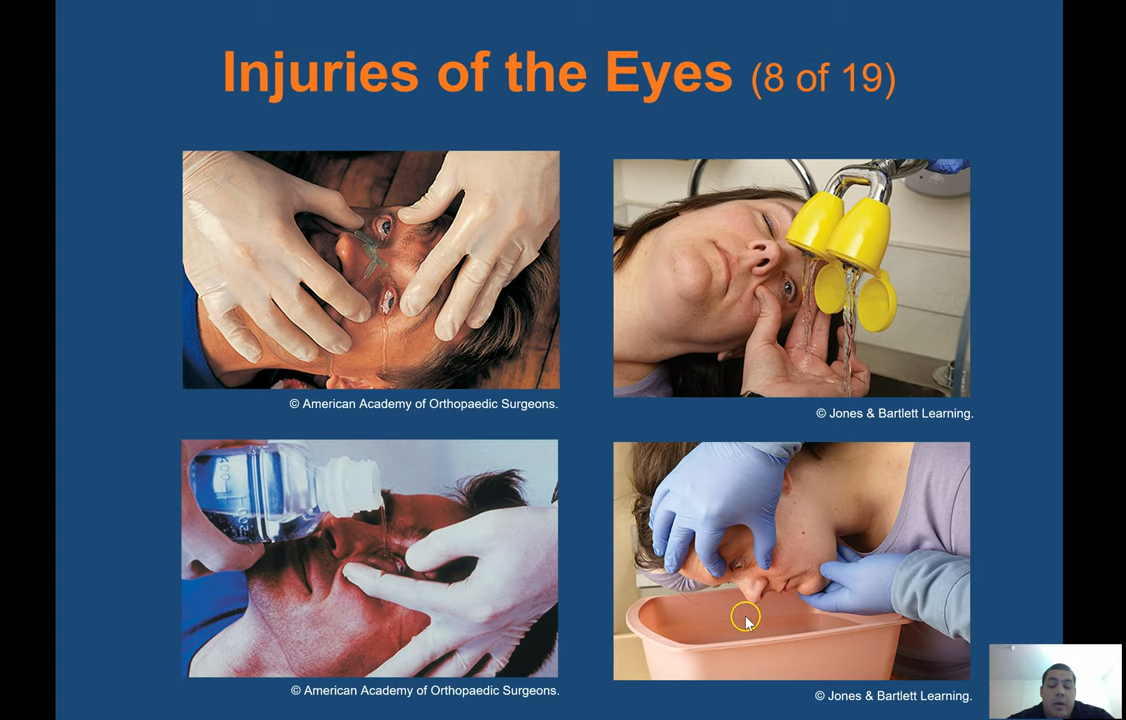 Injuries of the Eyes (8 of 19)
© American Academy of Orthopaedic Surgeons.
© Jones & Bartlett Learning.
© American Academy of Orthopaedic Surgeons.
© Jones & Bartlett Learning.